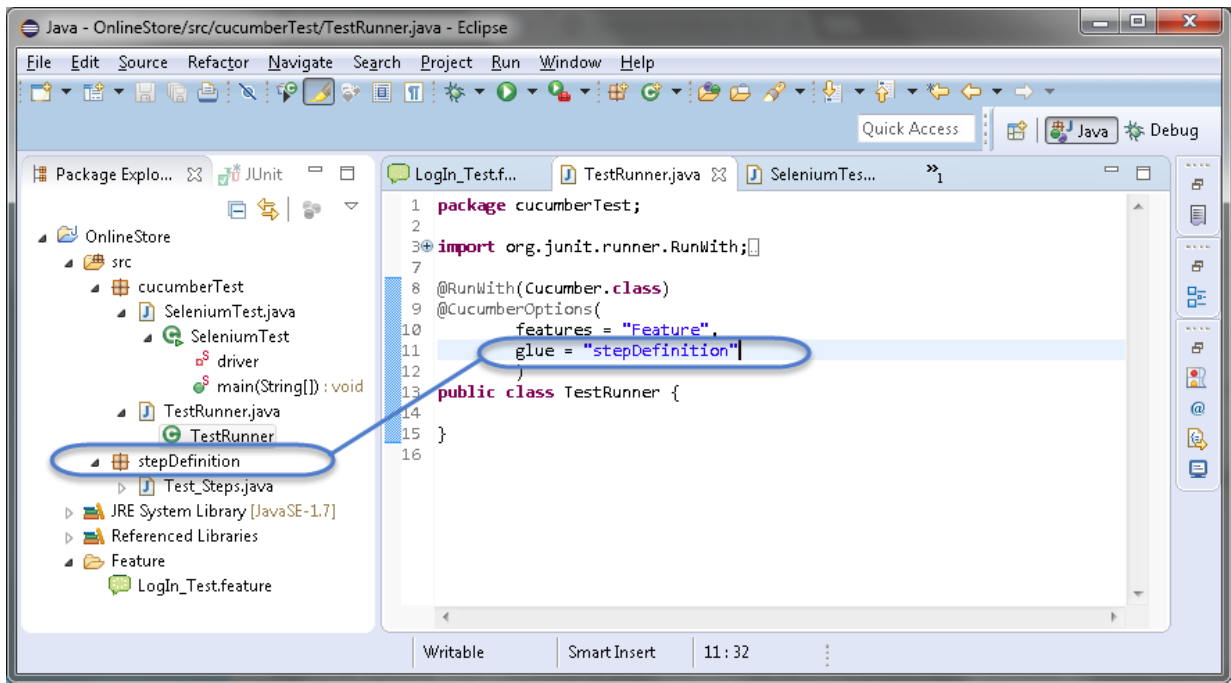 Java - OnlineStore/src/cucumberTest/TestRunner.java - Eclipse
File Edit Source Refactor Navigate Search Project Run Window Help
Quick Access
Java
Debug
Package Explo...
JUnit
OnlineStore
src
cucumberTest
SeleniumTest.java
SeleniumTest
driver
main(String[]) : void
TestRunner.java
TestRunner
stepDefinition
Test_Steps.java
JRE System Library [JavaSE-1.7]
Referenced Libraries
Feature
LogIn_Test.feature
LogIn_Test.f...
TestRunner.java
SeleniumTes...
»1
1 package cucumberTest;
2
3 import org.junit.runner.RunWith;
7
8 @RunWith(Cucumber.class)
9 @CucumberOptions(
10 features = "Feature",
11 glue = "stepDefinition"
12 )
13 public class TestRunner {
14
15 }
16
Writable
Smart Insert
11 : 32